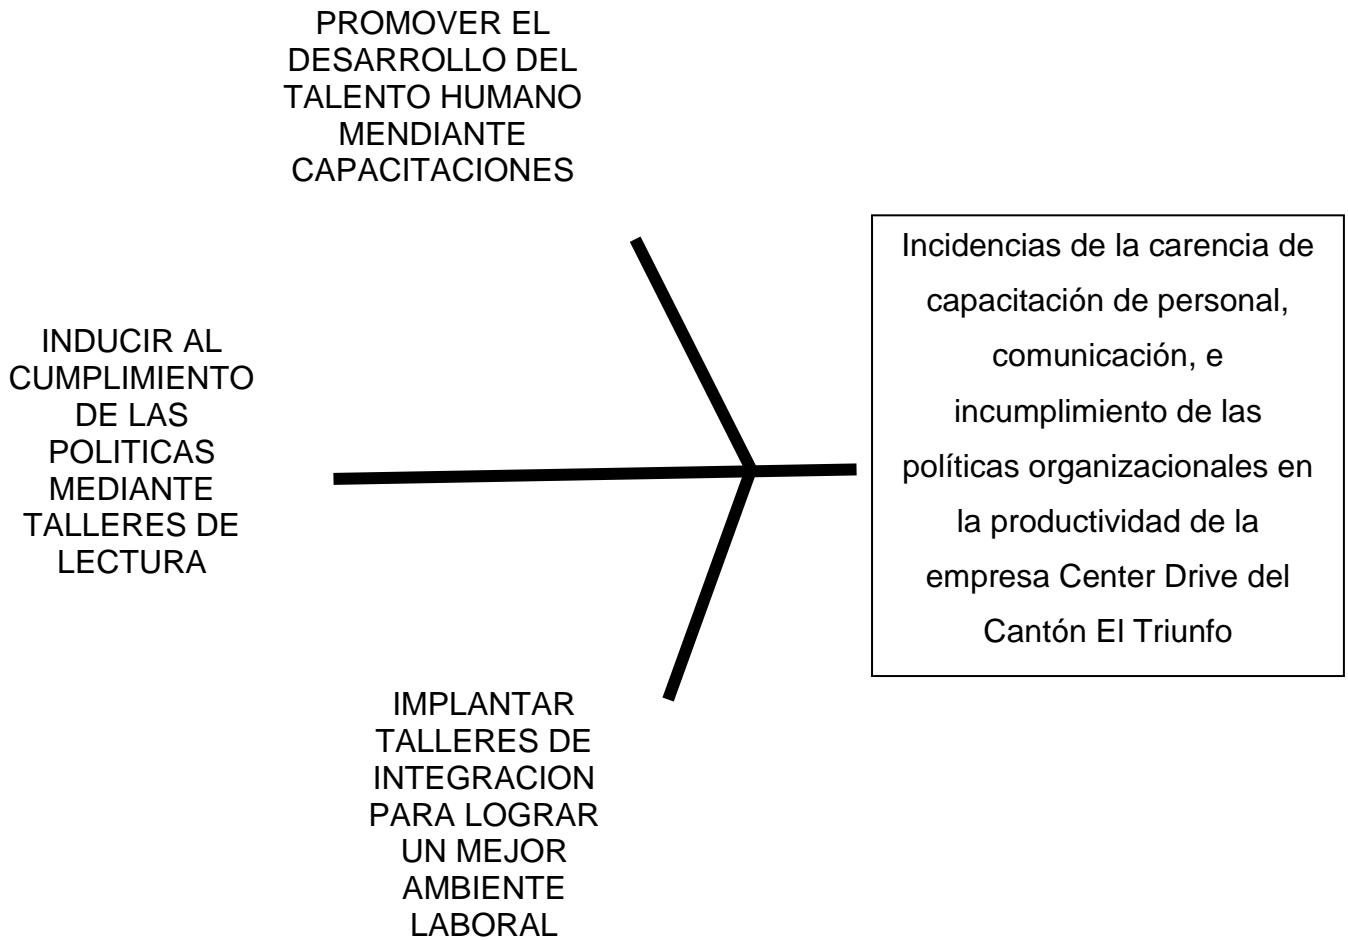 PROMOVER EL
DESARROLLO DEL
TALENTO HUMANO
MENDIANTE
CAPACITACIONES
INDUCIR AL
CUMPLIMIENTO
DE LAS
POLITICAS
MEDIANTE
TALLERES DE
LECTURA
IMPLANTAR
TALLERES DE
INTEGRACION
PARA LOGRAR
UN MEJOR
AMBIENTE
LABORAL
Incidencias de la carencia de
capacitación de personal,
comunicación, e
incumplimiento de las
políticas organizacionales en
la productividad de la
empresa Center Drive del
Cantón El Triunfo